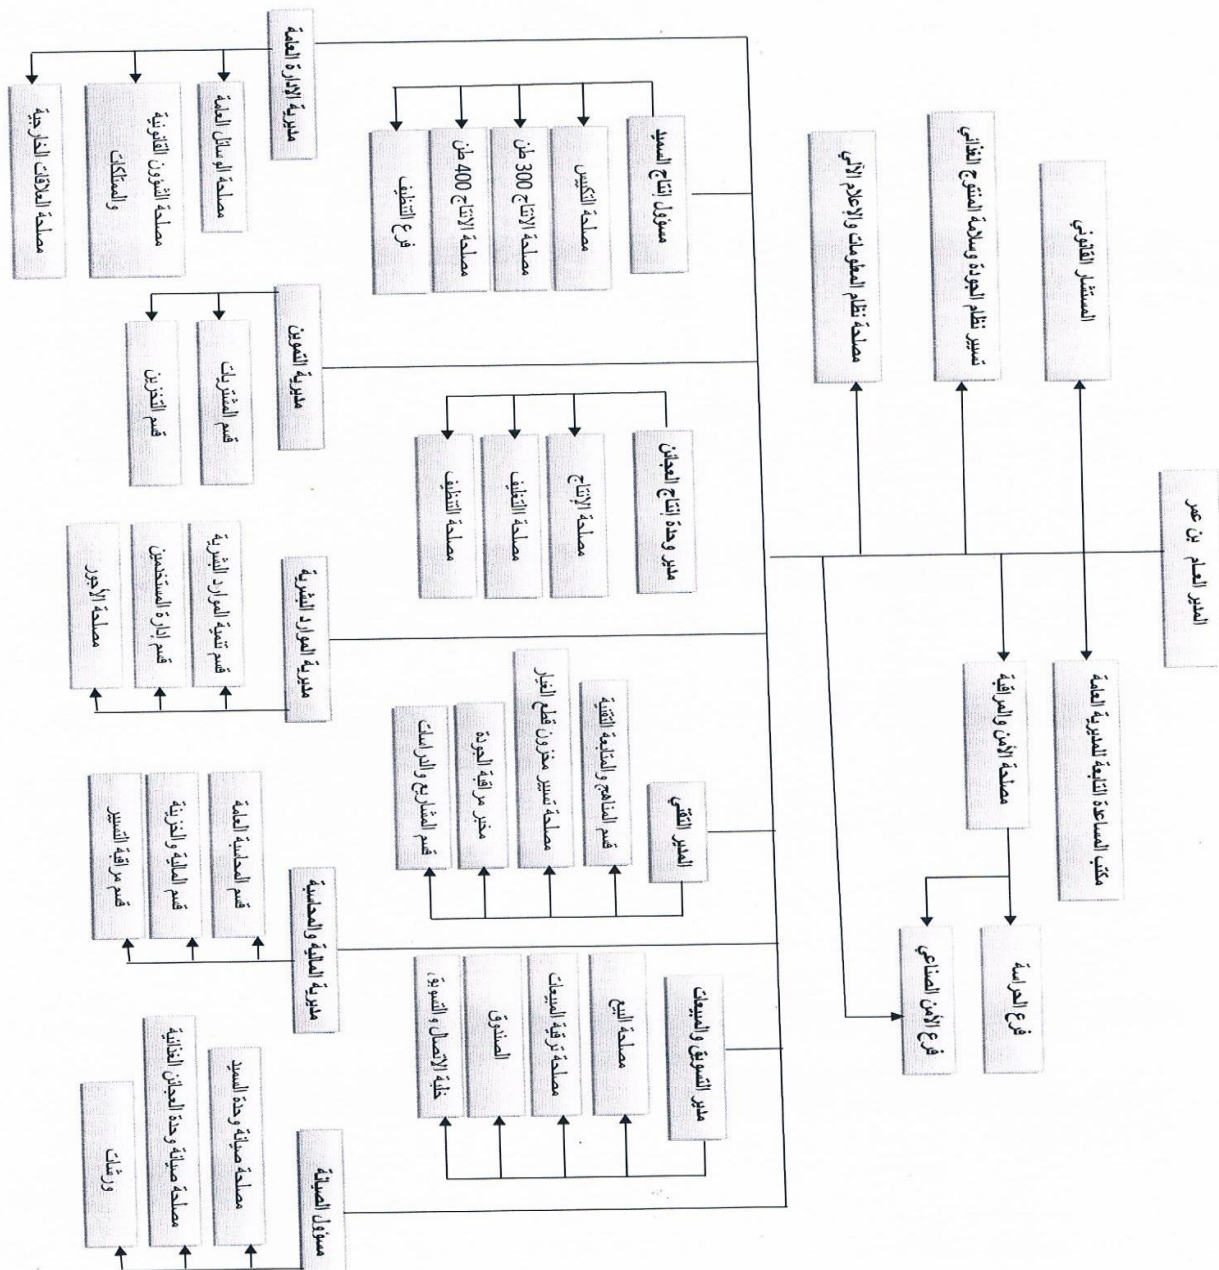 المدير العام بن عمر
مكتب المساعدة التابعة للمديرية العامة
المستشار القانوني
مصلحة الأمن والمراقبة
تسيير نظام الجودة وسلامة المنتوج الغذائي
فرع الحراسة
فرع الأمن الصناعي
مصلحة نظام المعلومات والإعلام الآلي
مدير التسويق والمبيعات
مصلحة البيع
مصلحة ترقية المبيعات
الصندوق
خلية الاتصال والتسويق
المدير التقني
قسم المناهج والمتابعة التقنية
مصلحة تسيير مخزون قطع الغيار
مخبر مراقبة الجودة
قسم المشاريع والدراسات
مدير وحدة إنتاج العجائن
مصلحة الإنتاج
مصلحة التغليف
مصلحة التنظيف
مسؤول إنتاج السميد
مصلحة التكييس
مصلحة الإنتاج 300 طن
مصلحة الإنتاج 400 طن
فرع التنظيف
مسؤول الصيانة
مصلحة صيانة وحدة السميد
مصلحة صيانة وحدة العجائن الغذائية
ورشات
مديرية المالية والمحاسبة
قسم المحاسبة العامة
قسم المالية والخزينة
قسم مراقبة التسيير
مديرية الموارد البشرية
قسم تنمية الموارد البشرية
قسم إدارة المستخدمين
مصلحة الأجور
مديرية التموين
قسم المشتريات
قسم التخزين
مديرية الإدارة العامة
مصلحة الوسائل العامة
مصلحة الشؤون القانونية
والممتلكات
مصلحة العلاقات الخارجية